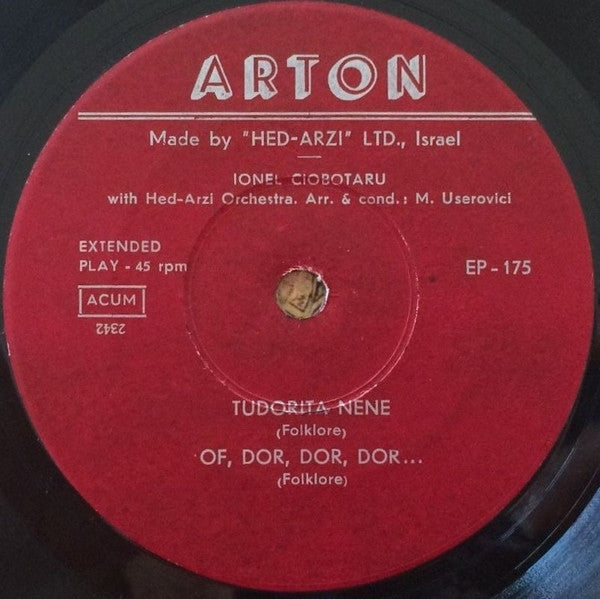 ARTON
Made by "HED-ARZI" LTD., Israel
IONEL CIOBOTARU
with Hed-Arzi Orchestra. Arr. & cond.: M. Userovici
EXTENDED
PLAY - 45 rpm
EP - 175
ACUM
2342
TUDORITA NENE
(Folklore)
OF, DOR, DOR, DOR...
(Folklore)